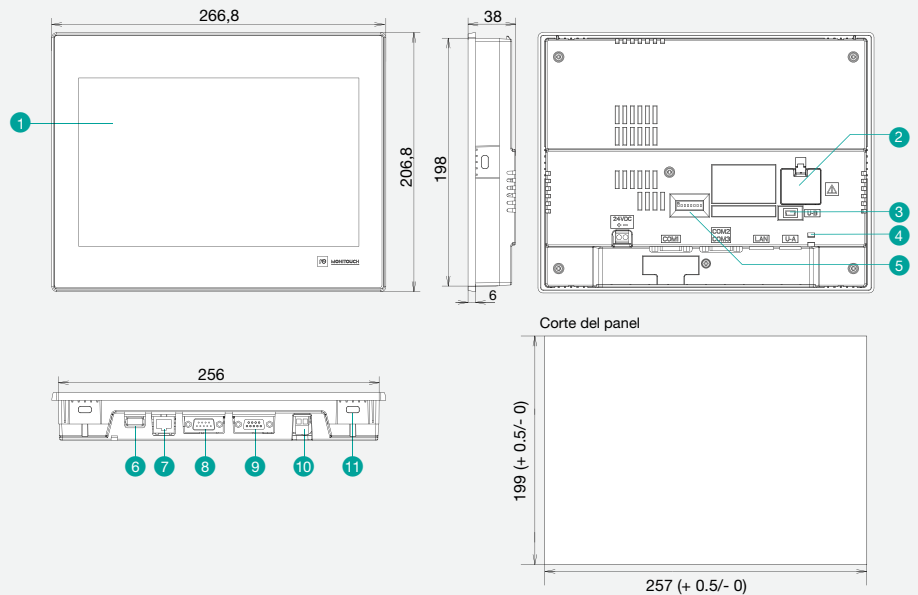 266,8
38
1
206,8
198
6
MONITOUCH
24VDC
COM1
COM2
COM3
LAN
U-A
U-B
2
3
4
5
Corte del panel
256
6
7
8
9
10
11
199 (+ 0.5/- 0)
257 (+ 0.5/- 0)